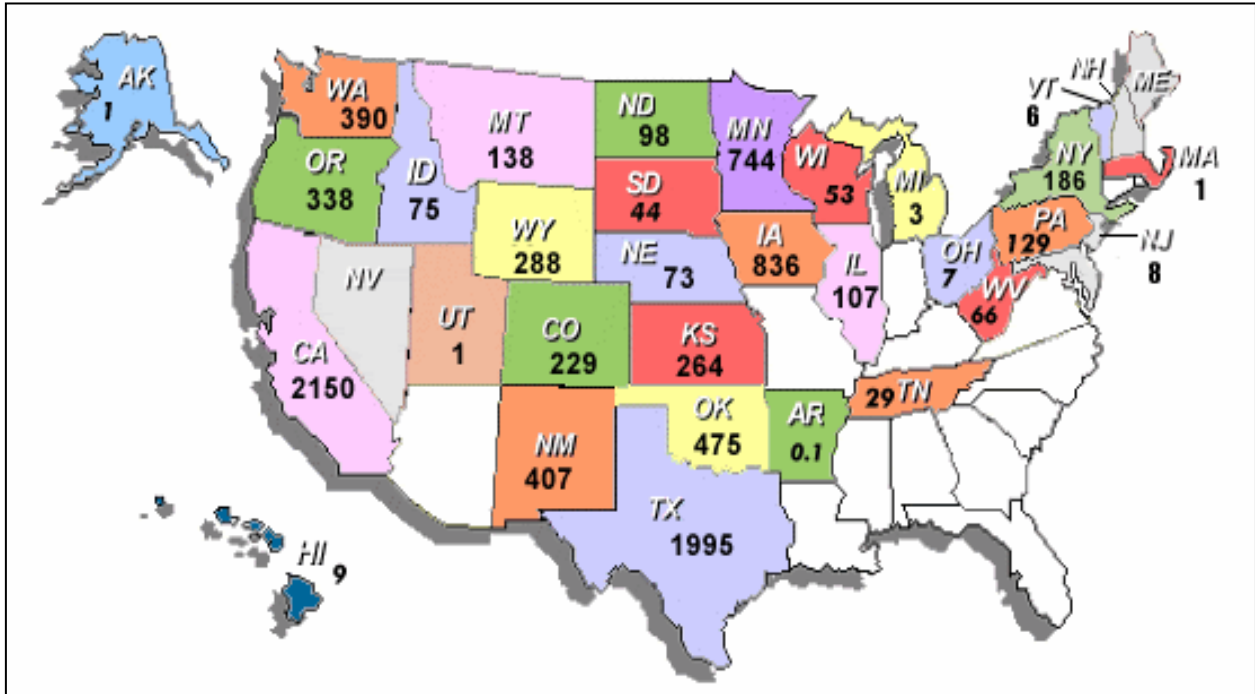 AK
1
WA
390
OR
338
ID
75
MT
138
WY
288
NV
UT
1
CA
2150
CO
229
NM
407
ND
98
SD
44
NE
73
KS
264
OK
475
TX
1995
MN
744
IA
836
WI
53
IL
107
MI
3
AR
0.1
29 TN
OH
7
WV
66
PA
129
NY
186
VT
6
NH
ME
MA
1
NJ
8
HI
9